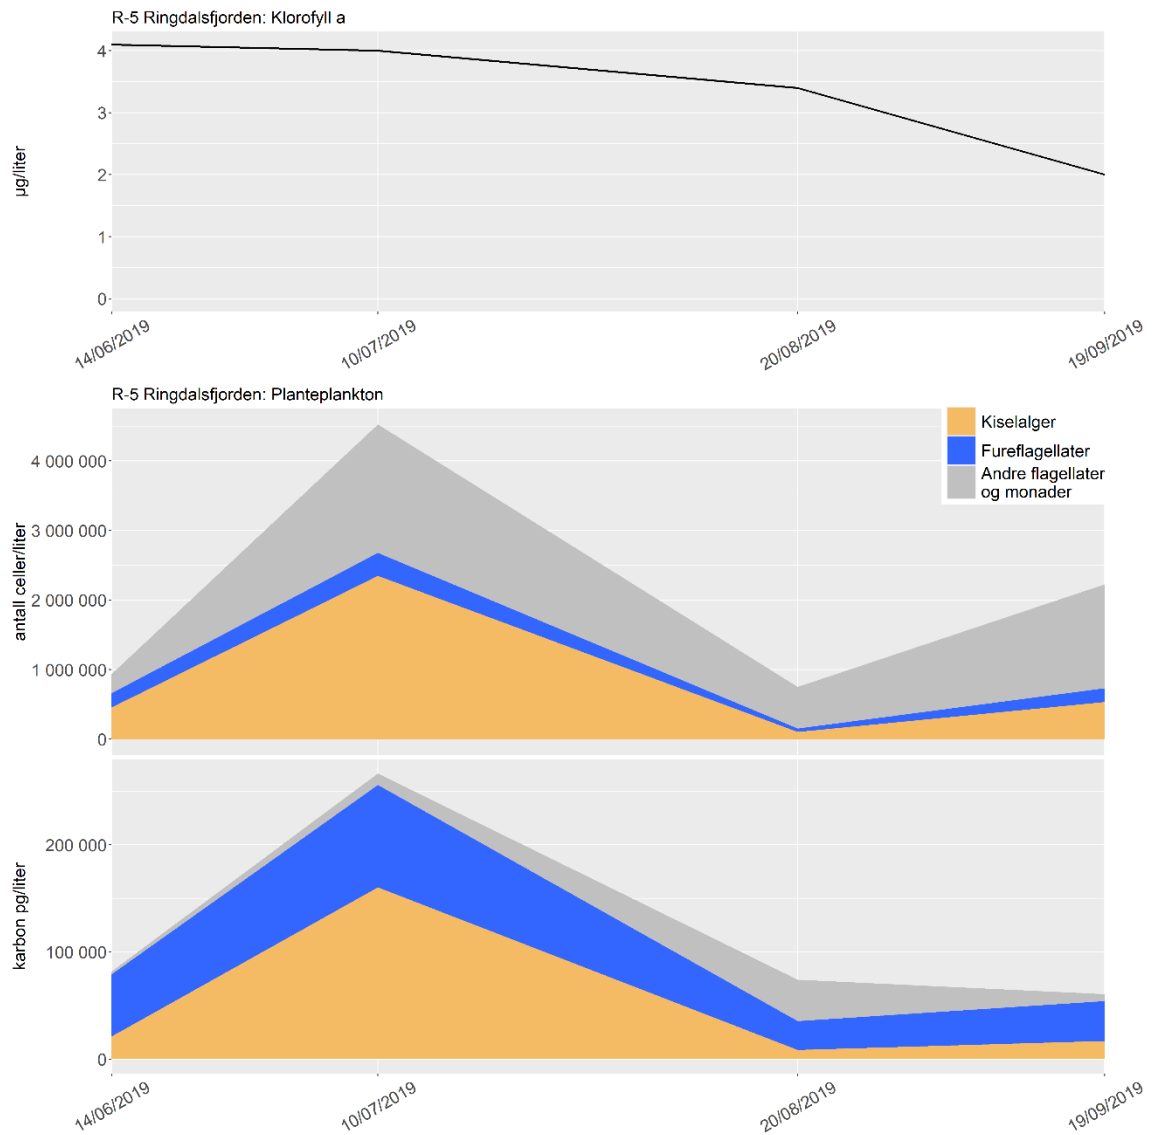 R-5 Ringdalsfjorden: Klorofyll a
µg/liter
4
3
2
1
0
14/06/2019
10/07/2019
20/08/2019
19/09/2019
R-5 Ringdalsfjorden: Planteplankton
Kiselalger
Fureflagellater
Andre flagellater
og monader
antall celler/liter
4 000 000
3 000 000
2 000 000
1 000 000
0
karbon pg/liter
200 000
100 000
0
14/06/2019
10/07/2019
20/08/2019
19/09/2019